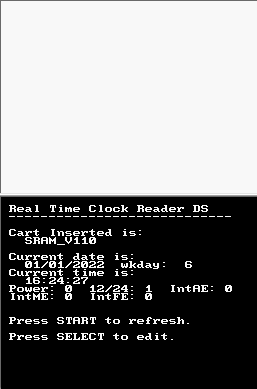 Real Time Clock Reader DS
----------------------------
Cart Inserted is:
SRAM_V110
Current date is:
01/01/2022 wkday: 6
Current time is:
16:24:27
Power: 0 12/24: 1 IntAE: 0
IntME: 0 IntFE: 0
Press START to refresh.
Press SELECT to edit.